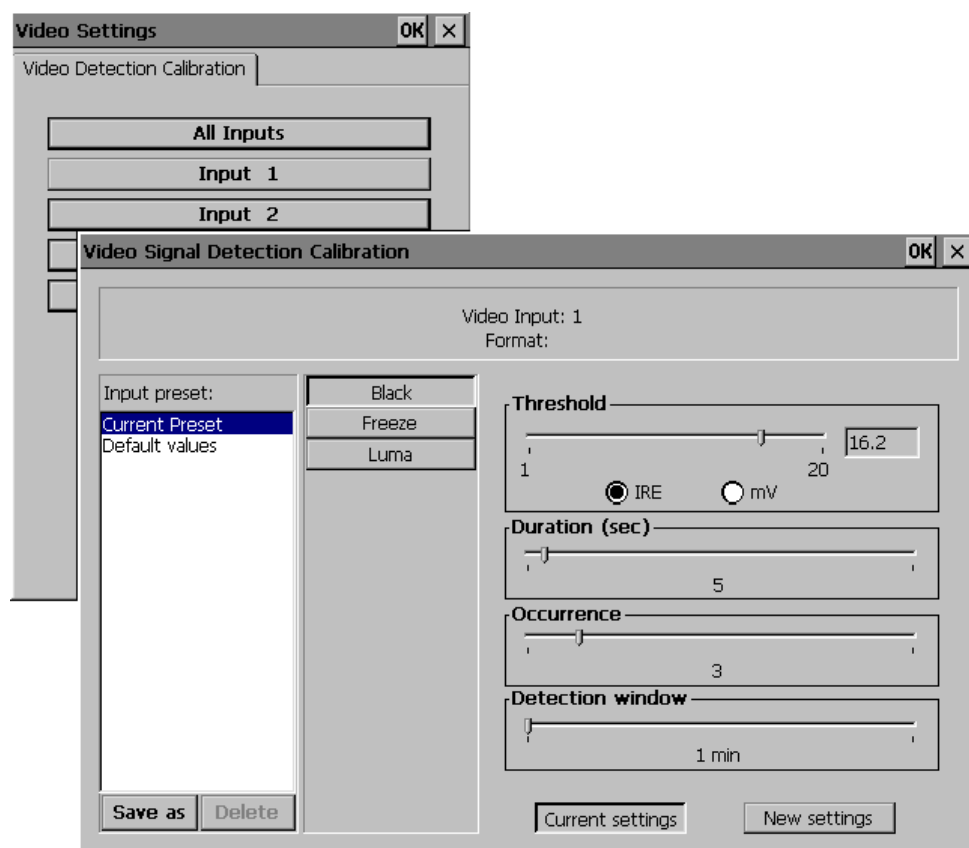 Video Settings OK ×
Video Detection Calibration
All Inputs
Input 1
Input 2
Video Signal Detection Calibration OK ×
Video Input: 1
Format:
Input preset:
Current Preset
Default values
Save as Delete
Black
Freeze
Luma
Threshold
16.2
1 20
IRE mV
Duration (sec)
5
Occurrence
3
Detection window
1 min
Current settings New settings